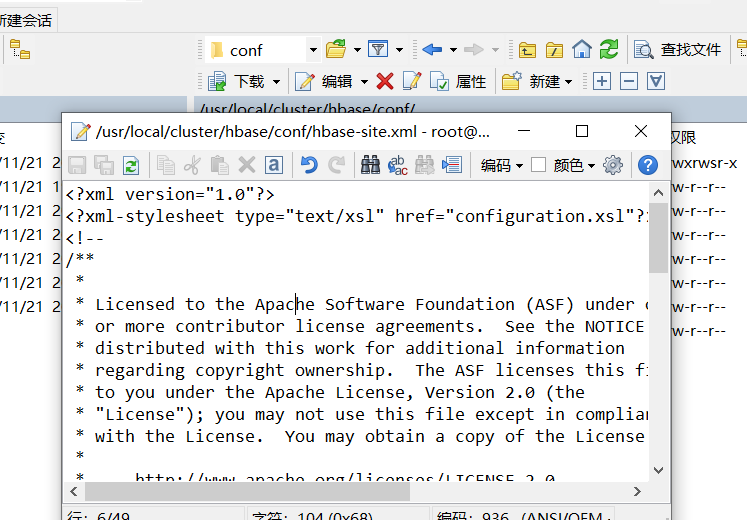 新建会话
conf
查找文件
下载
编辑
属性
新建
/usr/local/cluster/hbase/conf/
/usr/local/cluster/hbase/conf/hbase-site.xml - root@...
权限
编码
颜色
/11/21 2
/11/21 1
/11/21 2
/11/21 2
/11/21 2
/11/21 2
/11/21 2
<?xml version="1.0"?>
<?xml-stylesheet type="text/xsl" href="configuration.xsl"?>
<!--
/**
*
* Licensed to the Apache Software Foundation (ASF) under
* or more contributor license agreements.  See the NOTICE
* distributed with this work for additional information
* regarding copyright ownership.  The ASF licenses this fi
* to you under the Apache License, Version 2.0 (the
* "License"); you may not use this file except in complian
* with the License.  You may obtain a copy of the License
*
*     http://www.apache.org/licenses/LICENSE-2.0
wxrwsr-x
w-r--r--
w-r--r--
w-r--r--
w-r--r--
w-r--r--
w-r--r--
w-r--r--
行: 6/49
字符: 104 (0x68)
编码: 936 (ANSI/OEM -